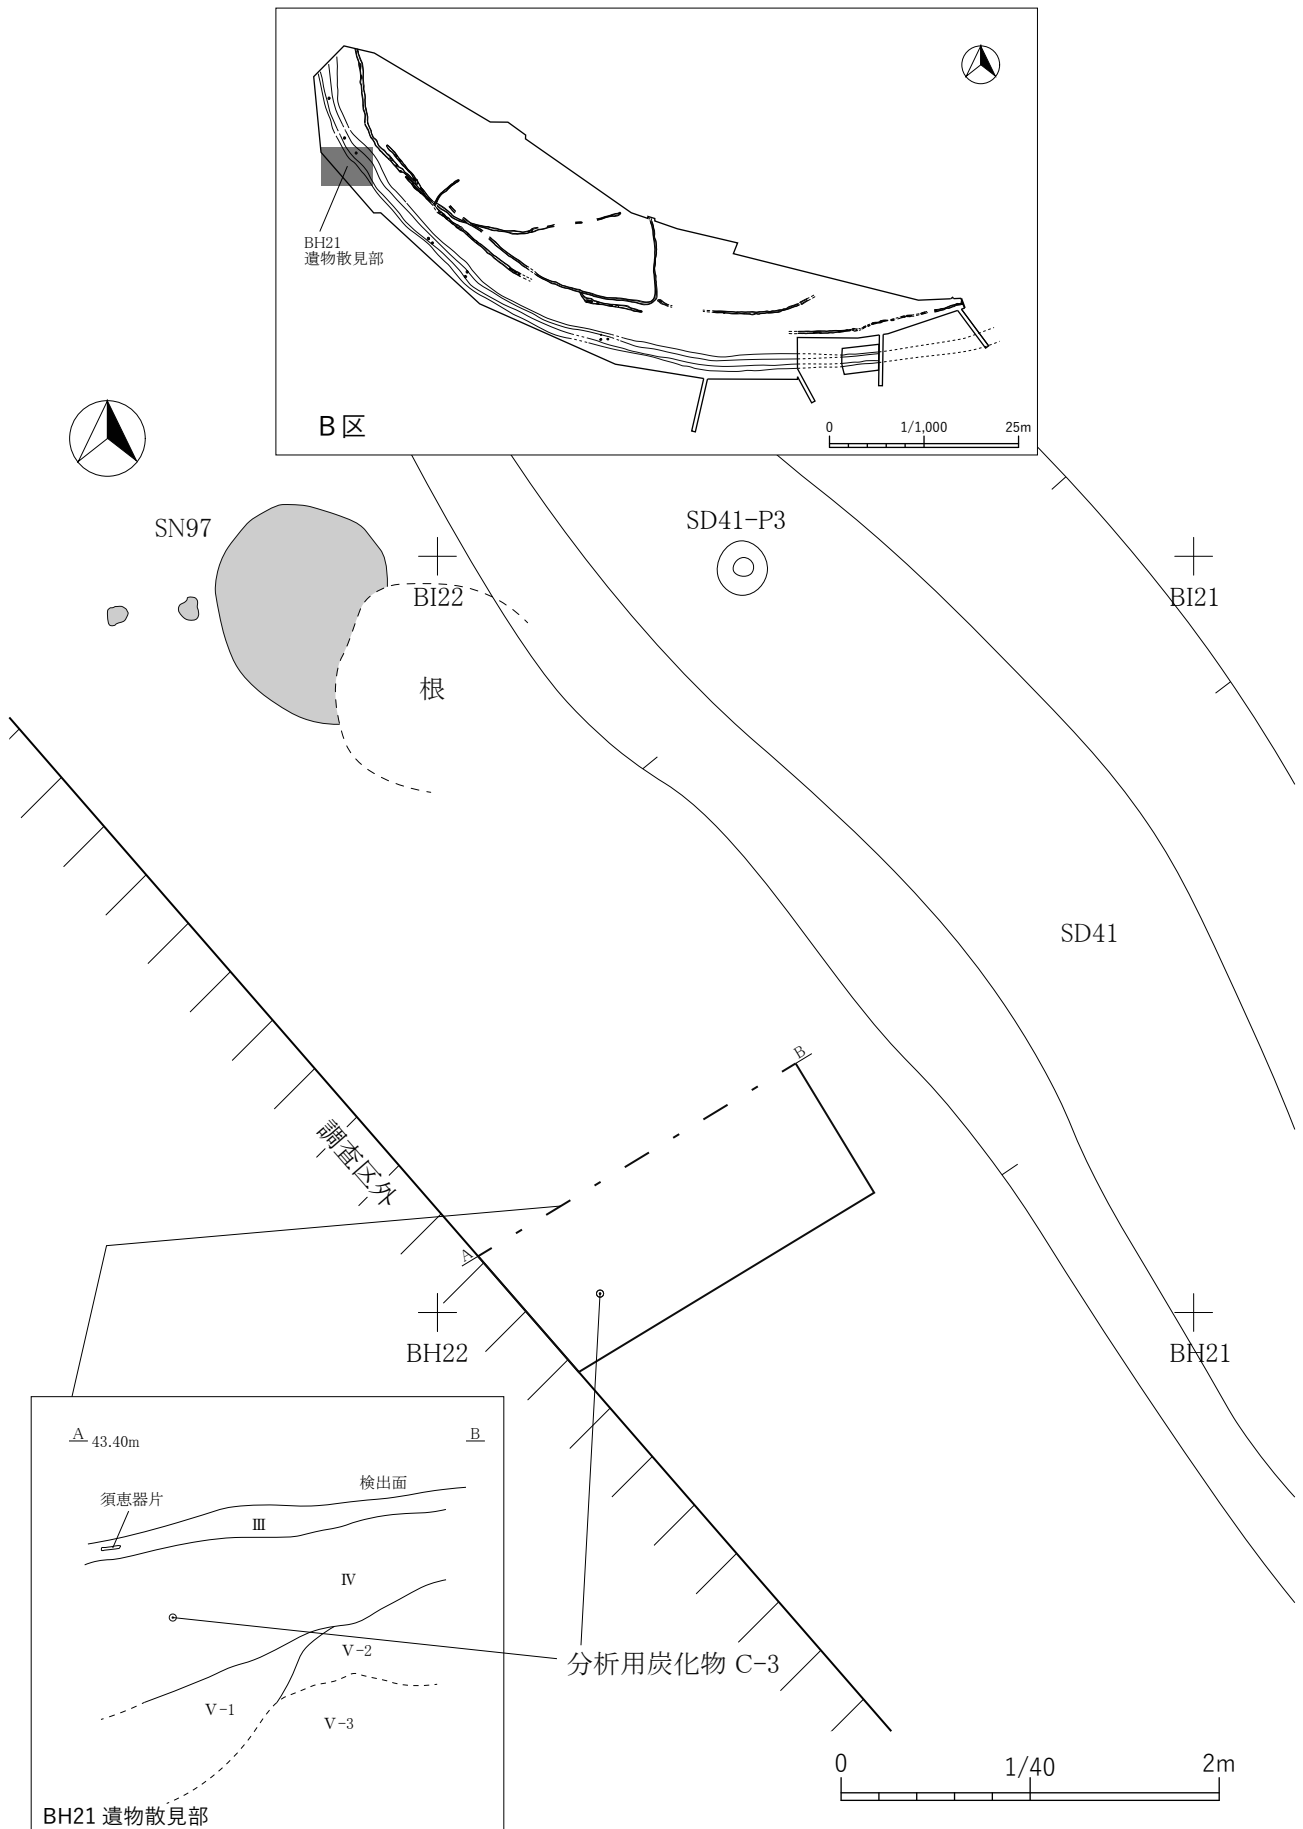 BH21
遺物散見部
B区
0 1/1,000 25m
SN97
SD41-P3
BI22
BI21
根
SD41
B
調査区外
A
BH22
BH21
A 43.40m
B
検出面
須恵器片
Ⅲ
Ⅳ
Ⅴ-2
Ⅴ-1
Ⅴ-3
分析用炭化物 C-3
0 1/40 2m
BH21 遺物散見部